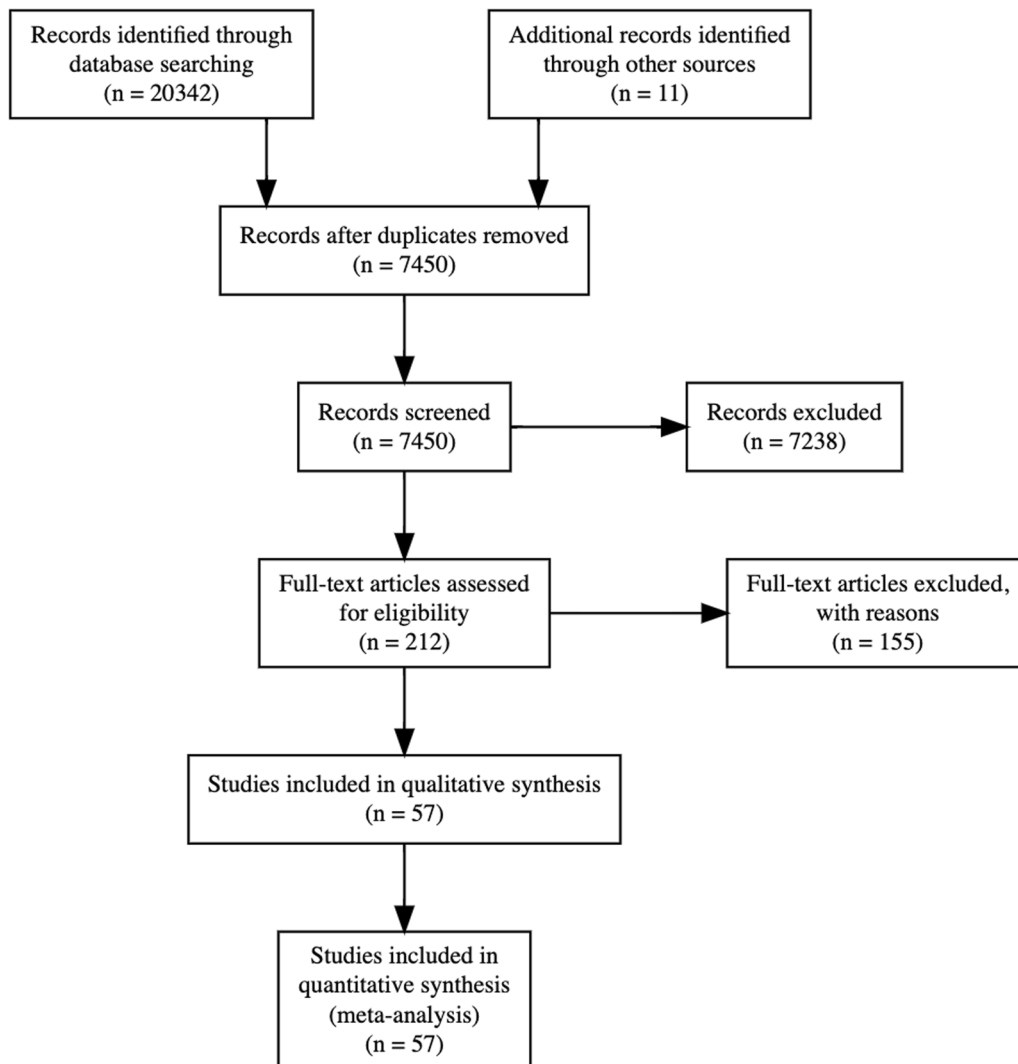 Records identified through
database searching
(n = 20342)
Additional records identified
through other sources
(n = 11)
Records after duplicates removed
(n = 7450)
Records screened
(n = 7450)
Records excluded
(n = 7238)
Full-text articles assessed
for eligibility
(n = 212)
Full-text articles excluded,
with reasons
(n = 155)
Studies included in qualitative synthesis
(n = 57)
Studies included in
quantitative synthesis
(meta-analysis)
(n = 57)